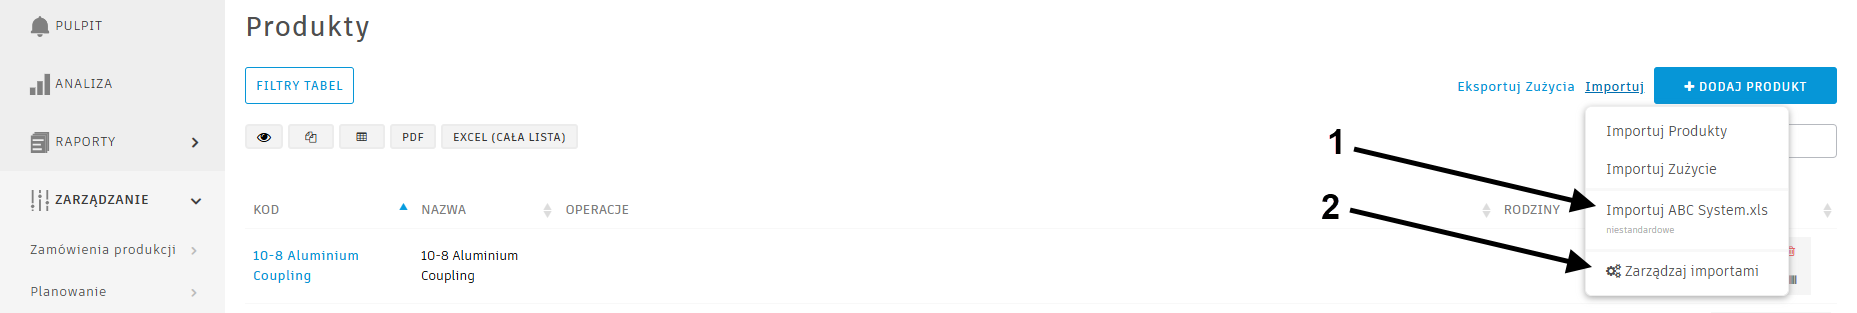 PULPIT
ANALIZA
RAPORTY
ZARZĄDZANIE
Zamówienia produkcji
Planowanie
Produkty
FILTRY TABEL
Eksportuj Zużycia
Importuj
DODAJ PRODUKT
PDF
EXCEL (CAŁA LISTA)
Importuj Produkty
Importuj Zużycie
Importuj ABC System.xls
niestandardowe
Zarządzaj importami
1
2
KOD
NAZWA
OPERACJE
RODZINY
10-8 Aluminium
Coupling
10-8 Aluminium
Coupling